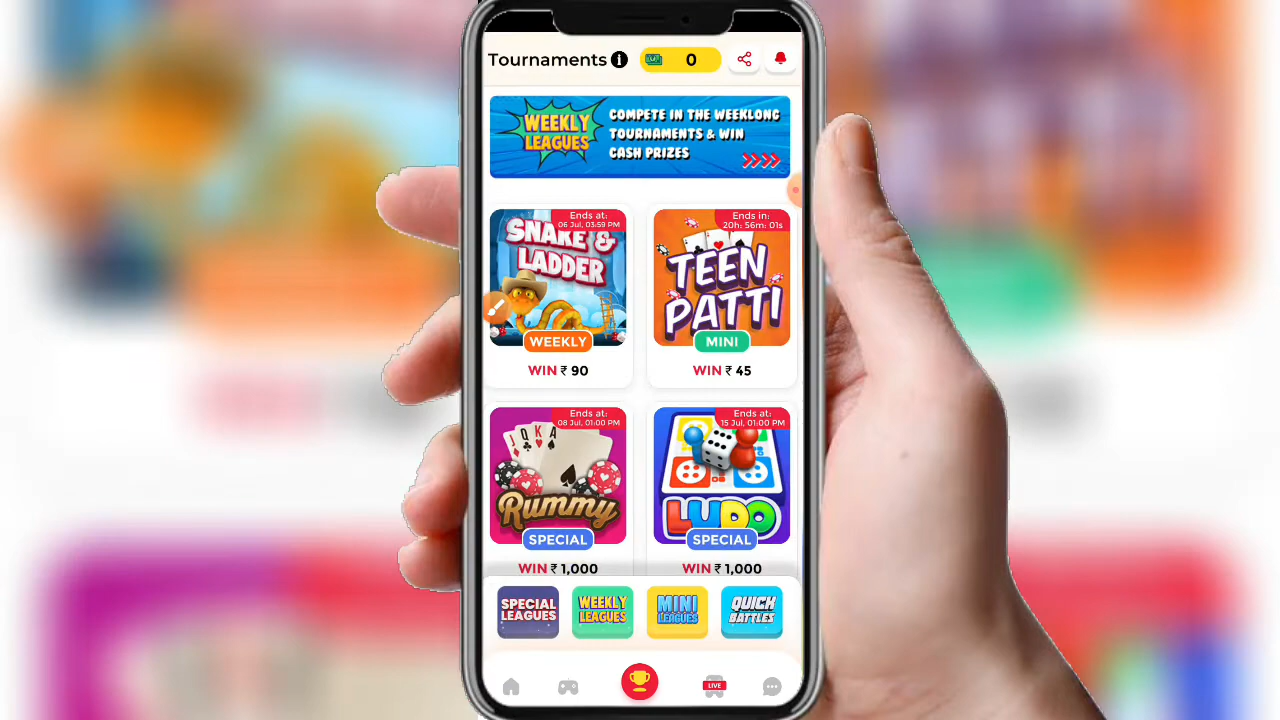 Tournaments i
0
WEEKLY
LEAGUES
COMPETE IN THE WEEKLONG
TOURNAMENTS & WIN
CASH PRIZES
Ends at:
06 Jul, 03:59 PM
SNAKE &
LADDER
WEEKLY
WIN ₹ 90
Ends in:
20h: 56m: 01s
TEEN
PATTI
MINI
WIN ₹ 45
Ends at:
08 Jul, 01:00 PM
J Q K A
Rummy
SPECIAL
WIN ₹ 1,000
Ends at:
15 Jul, 01:00 PM
LUDO
SPECIAL
WIN ₹ 1,000
SPECIAL
LEAGUES
WEEKLY
LEAGUES
MINI
LEAGUES
QUICK
BATTLES
LIVE